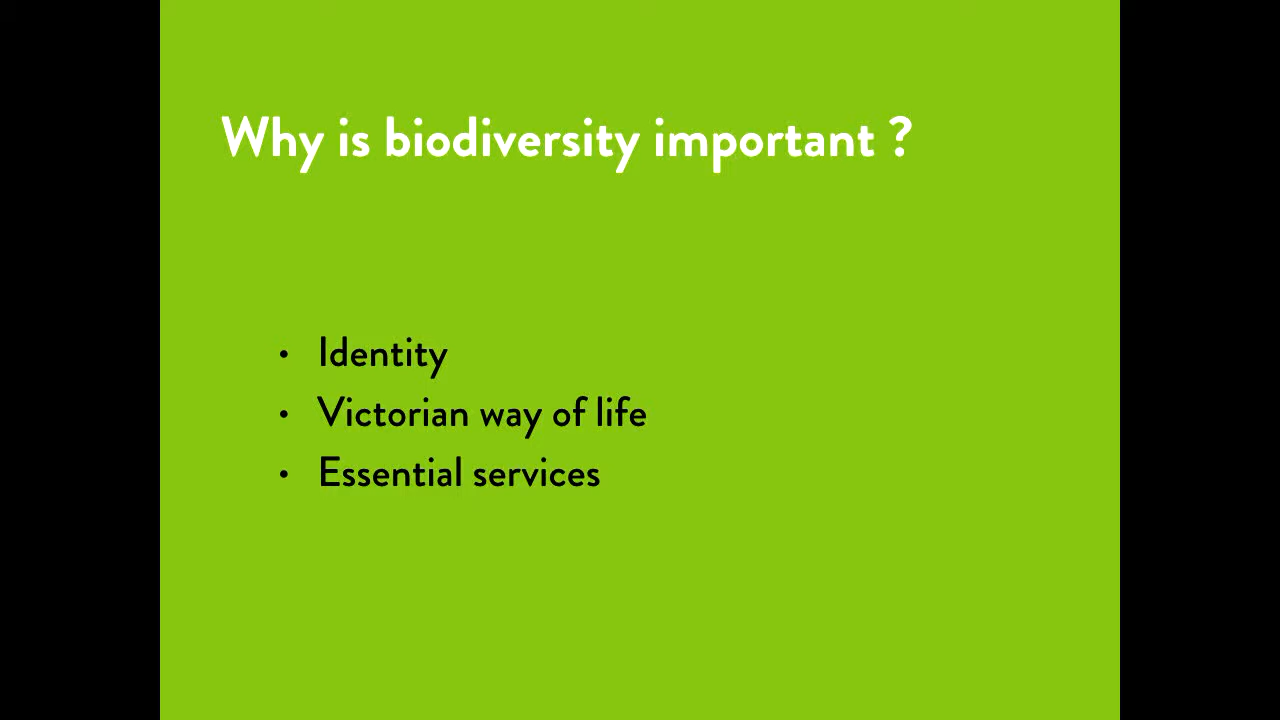 Why is biodiversity important ?
• Identity
• Victorian way of life
• Essential services